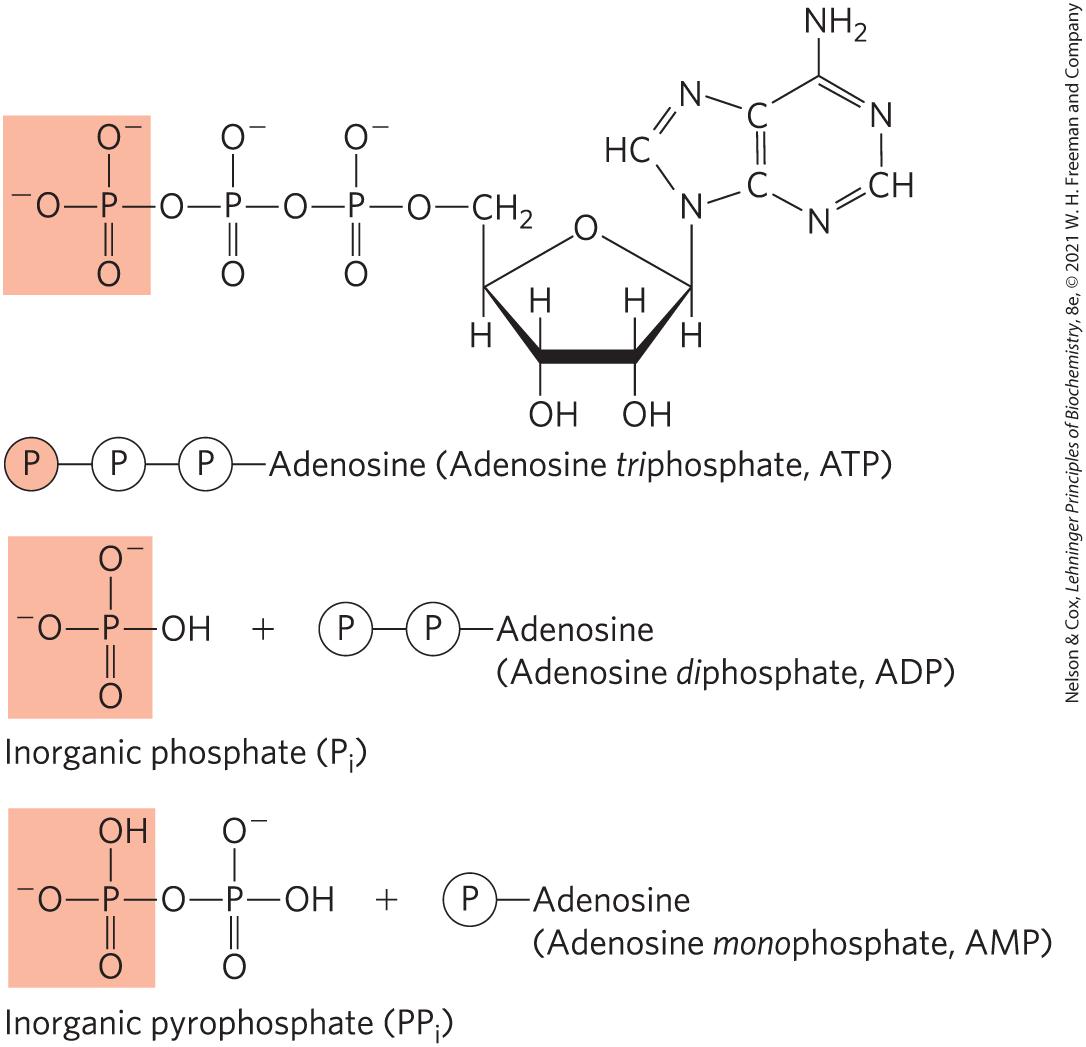 NH₂
O⁻ O⁻ O⁻ N C N
HC
⁻O P O P O P O CH₂ N C N CH
O O O O
H H
H H
OH OH
P P P Adenosine (Adenosine triphosphate, ATP)
O⁻
⁻O P OH + P P Adenosine
(Adenosine diphosphate, ADP)
O
Inorganic phosphate (Pᵢ)
OH O⁻
⁻O P O P OH + P Adenosine
(Adenosine monophosphate, AMP)
O O
Inorganic pyrophosphate (PPᵢ)
Nelson & Cox, Lehninger Principles of Biochemistry, 8e, © 2021 W. H. Freeman and Company